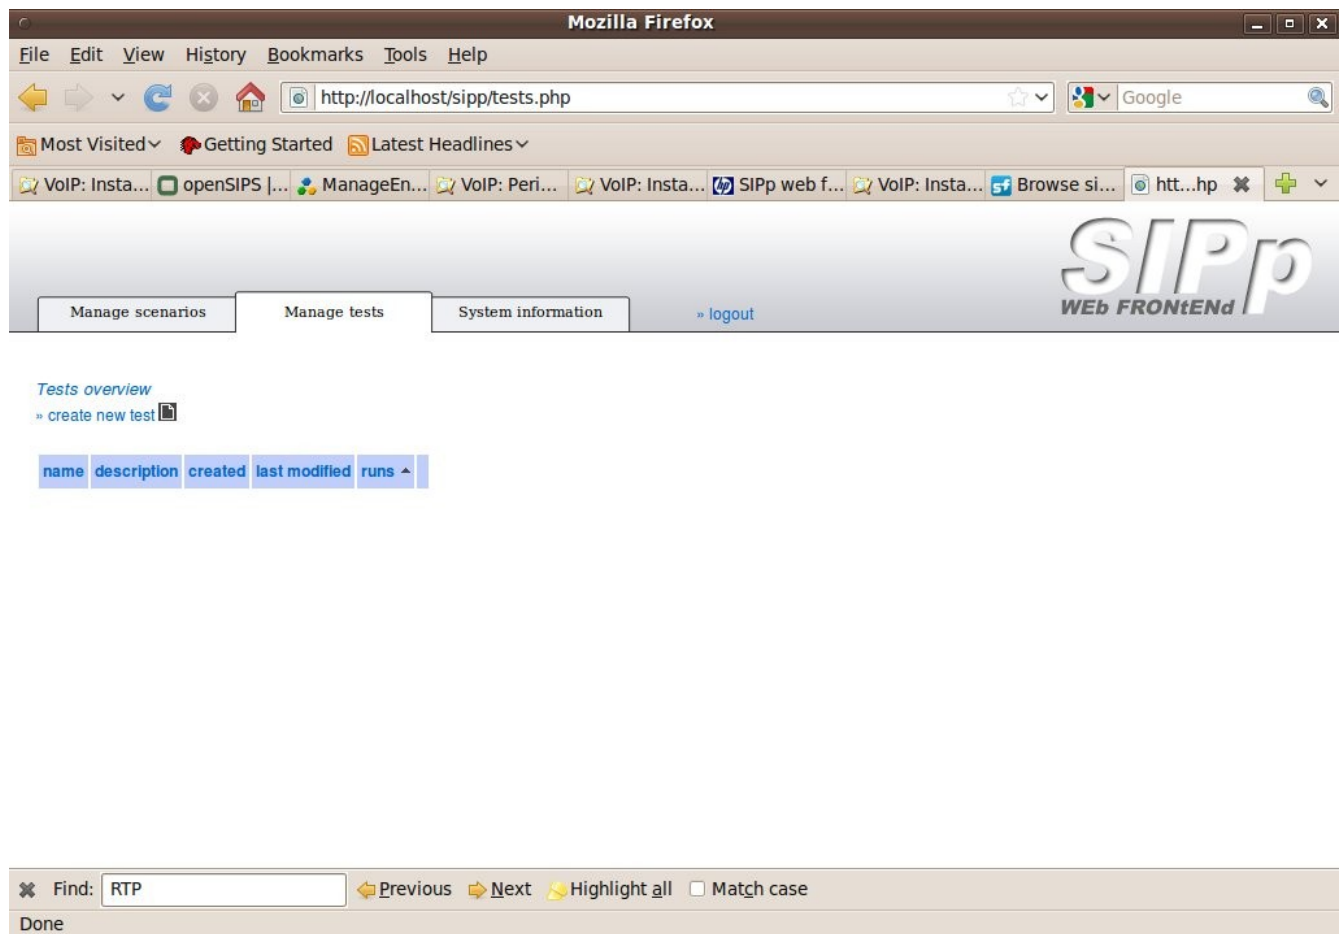 Mozilla Firefox
File Edit View History Bookmarks Tools Help
http://localhost/sipp/tests.php Google
Most Visited Getting Started Latest Headlines
VoIP: Insta... openSIPS |... ManageEn... VoIP: Peri... VoIP: Insta... SIPp web f... VoIP: Insta... Browse si... htt...hp
SIPp
WEb FRONtENd
Manage scenarios Manage tests System information » logout
Tests overview
» create new test
name description created last modified runs
Find: RTP Previous Next Highlight all Match case
Done